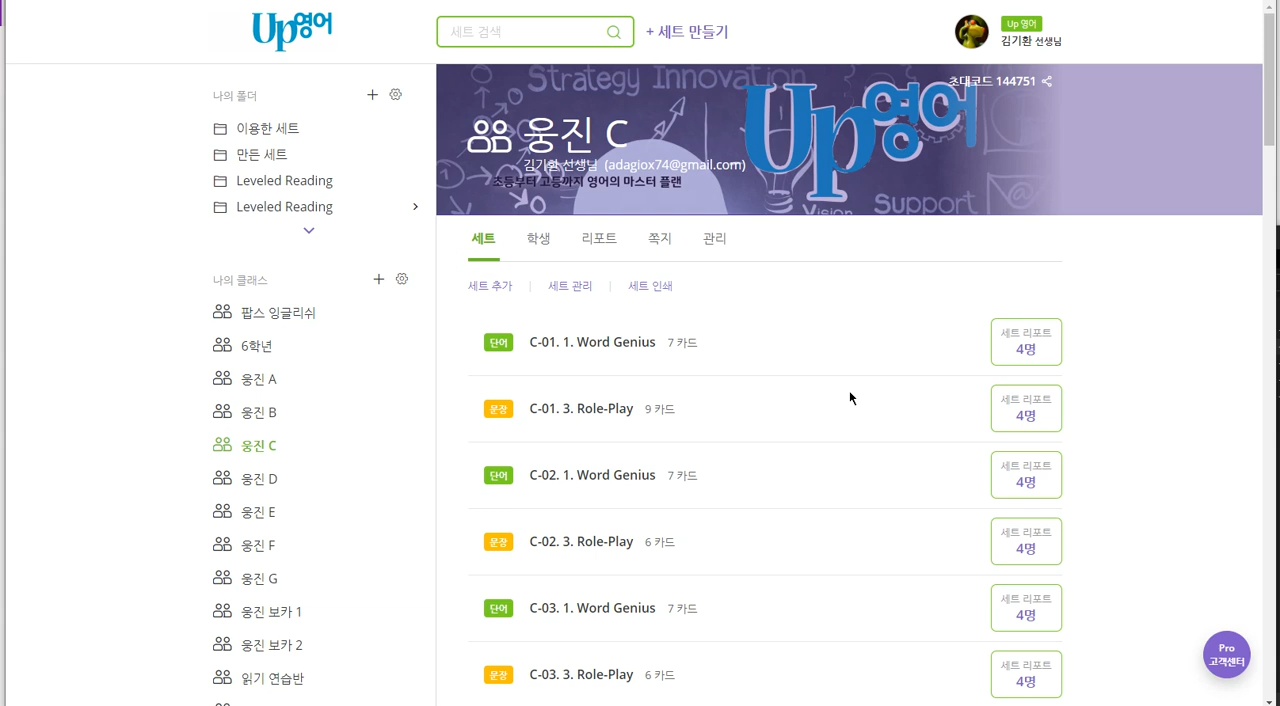 Up영어
세트 검색
+ 세트 만들기
Up 영어
김기환 선생님
나의 폴더
이용한 세트
만든 세트
Leveled Reading
Leveled Reading
나의 클래스
팝스 잉글리쉬
6학년
웅진 A
웅진 B
웅진 C
웅진 D
웅진 E
웅진 F
웅진 G
웅진 보카 1
웅진 보카 2
읽기 연습반
Strategy Innovation
초대코드 144751
Up영어
웅진 C
김기환 선생님 (adagiox74@gmail.com)
초등부터 고등까지 영어의 마스터 플랜
Vision
Support
세트 학생 리포트 쪽지 관리
세트 추가 | 세트 관리 | 세트 인쇄
단어 C-01. 1. Word Genius 7 카드
세트 리포트
4명
문장 C-01. 3. Role-Play 9 카드
세트 리포트
4명
단어 C-02. 1. Word Genius 7 카드
세트 리포트
4명
문장 C-02. 3. Role-Play 6 카드
세트 리포트
4명
단어 C-03. 1. Word Genius 7 카드
세트 리포트
4명
문장 C-03. 3. Role-Play 6 카드
세트 리포트
4명
Pro
고객센터